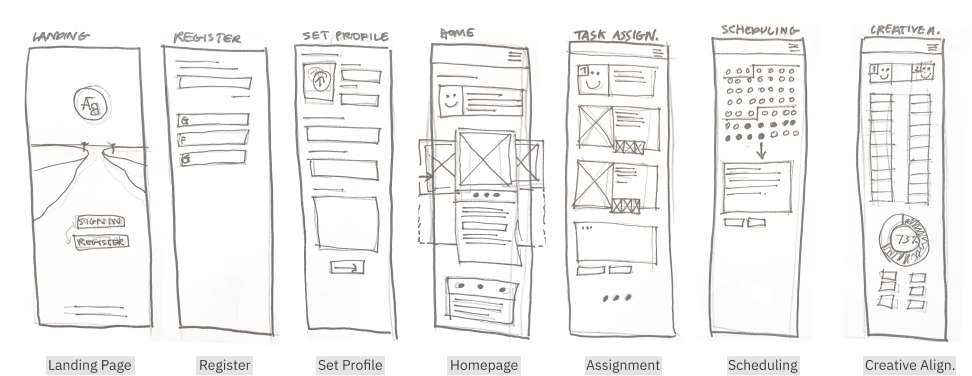 LANDING
REGISTER
SET PROFILE
HOME
TASK ASSIGN.
SCHEDULING
CREATIVE A.
Ag
SIGN IN
REGISTER
G
F
73%
Landing Page
Register
Set Profile
Homepage
Assignment
Scheduling
Creative Align.